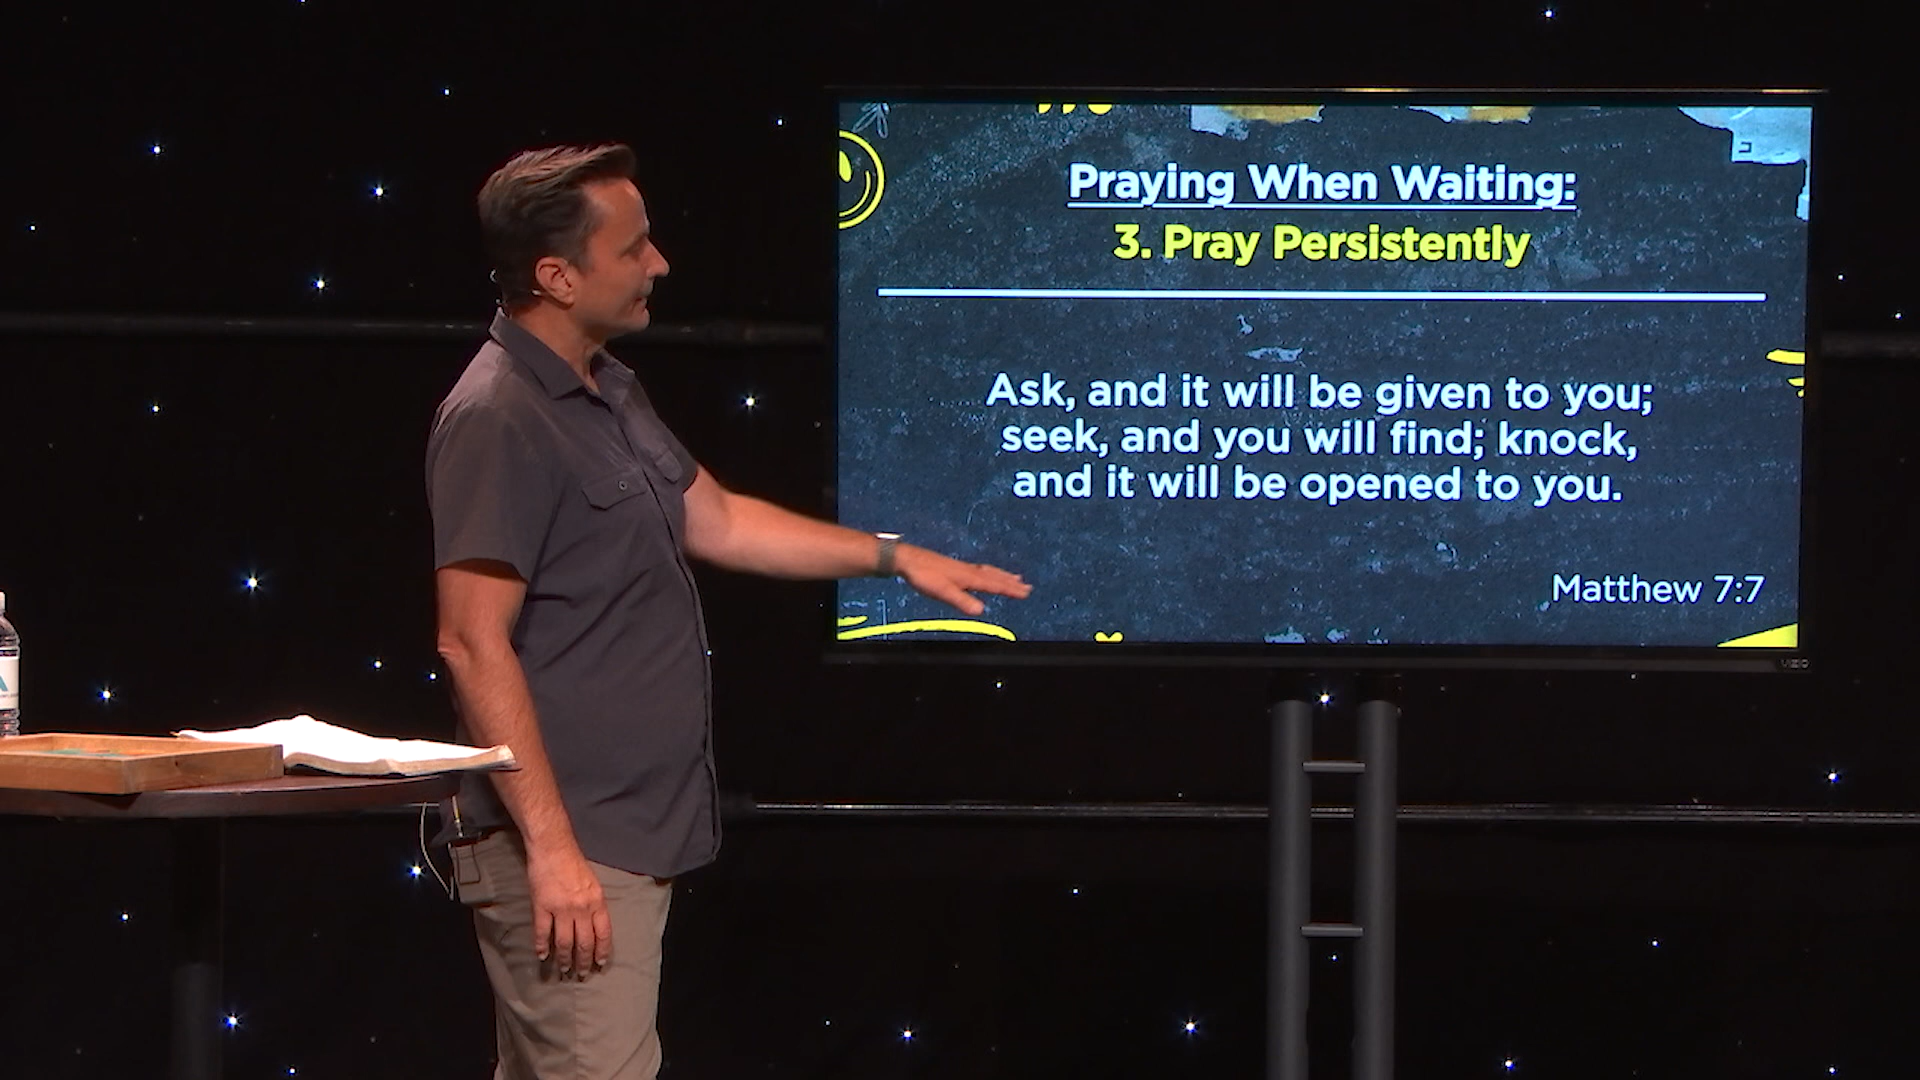 Praying When Waiting:
3. Pray Persistently
Ask, and it will be given to you;
seek, and you will find; knock,
and it will be opened to you.
Matthew 7:7
VIZIO